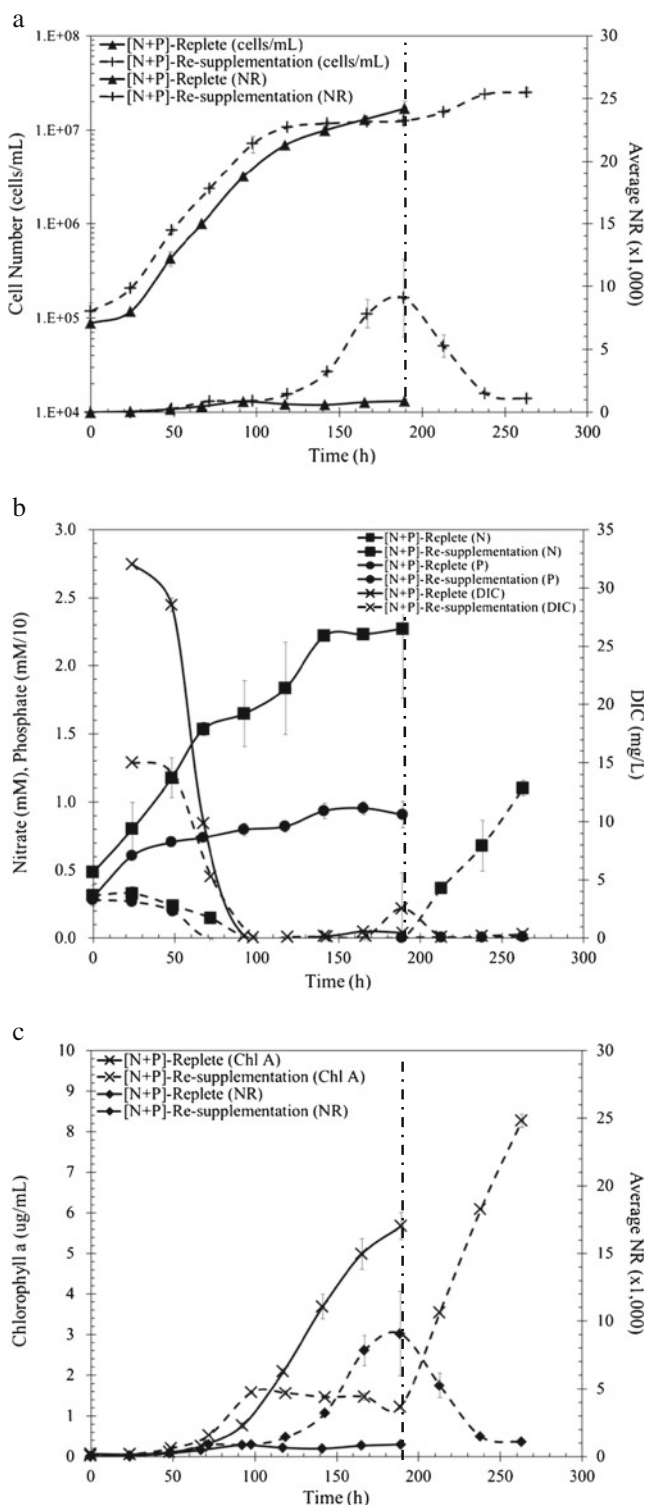 a
[N+P]-Replete (cells/mL)
[N+P]-Re-supplementation (cells/mL)
[N+P]-Replete (NR)
[N+P]-Re-supplementation (NR)
1.E+08
1.E+07
1.E+06
1.E+05
1.E+04
Cell Number (cells/mL)
30
25
20
15
10
5
0
Average NR (x1,000)
0 50 100 150 200 250 300
Time (h)
b
[N+P]-Replete (N)
[N+P]-Re-supplementation (N)
[N+P]-Replete (P)
[N+P]-Re-supplementation (P)
[N+P]-Replete (DIC)
[N+P]-Re-supplementation (DIC)
3.0
2.5
2.0
1.5
1.0
0.5
0.0
Nitrate (mM), Phosphate (mM/10)
35
30
25
20
15
10
5
0
DIC (mg/L)
0 50 100 150 200 250 300
Time (h)
c
[N+P]-Replete (Chl A)
[N+P]-Re-supplementation (Chl A)
[N+P]-Replete (NR)
[N+P]-Re-supplementation (NR)
10
9
8
7
6
5
4
3
2
1
0
Chlorophyll a (ug/mL)
30
25
20
15
10
5
0
Average NR (x1,000)
0 50 100 150 200 250 300
Time (h)